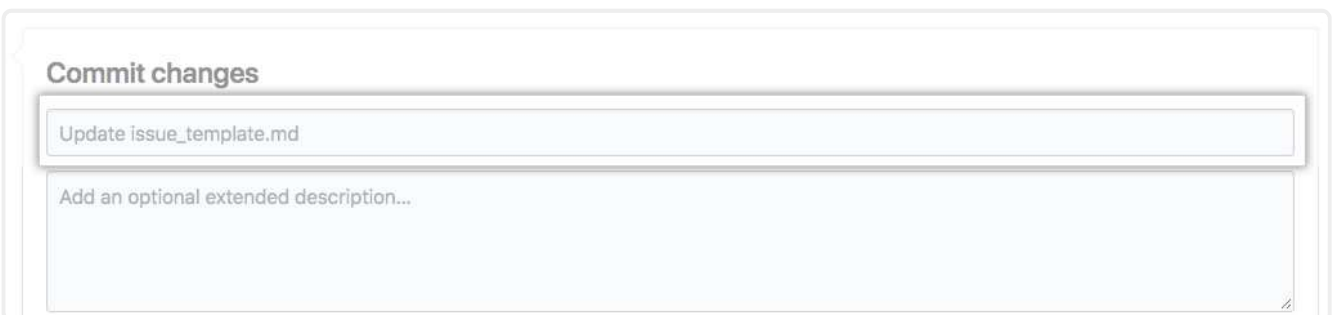 Commit changes
Update issue_template.md
Add an optional extended description...